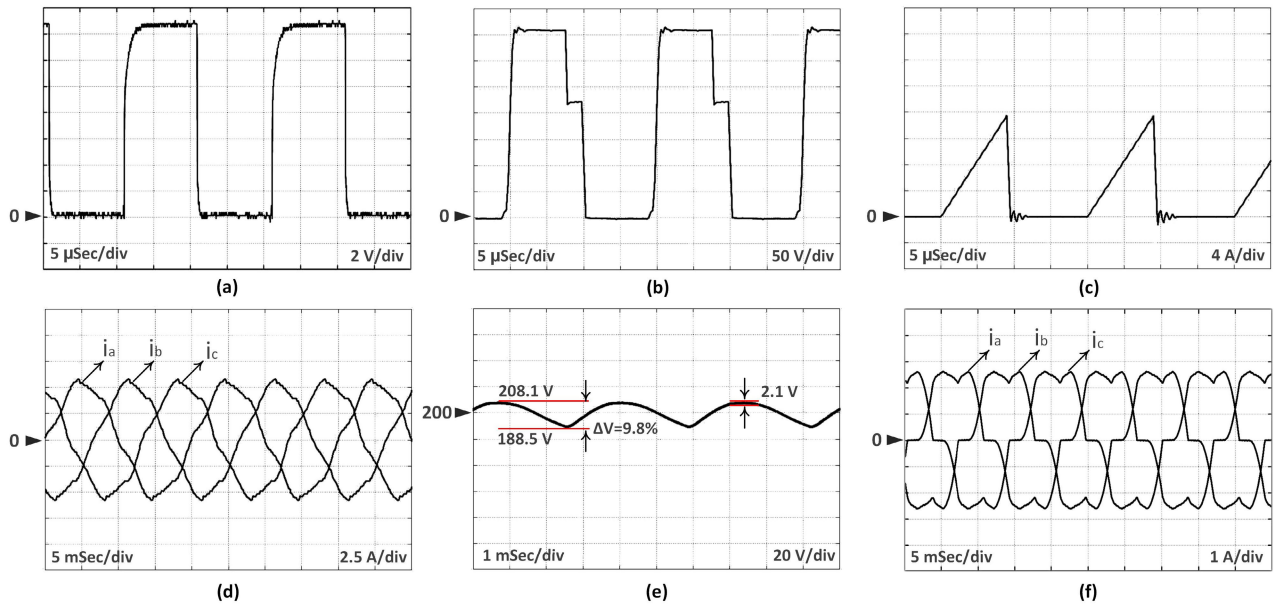 0
5 μSec/div 2 V/div
(a)
0
5 μSec/div 50 V/div
(b)
0
5 μSec/div 4 A/div
(c)
ia ib ic
0
5 mSec/div 2.5 A/div
(d)
208.1 V 2.1 V
200
188.5 V ΔV=9.8%
1 mSec/div 20 V/div
(e)
ia ib ic
0
5 mSec/div 1 A/div
(f)